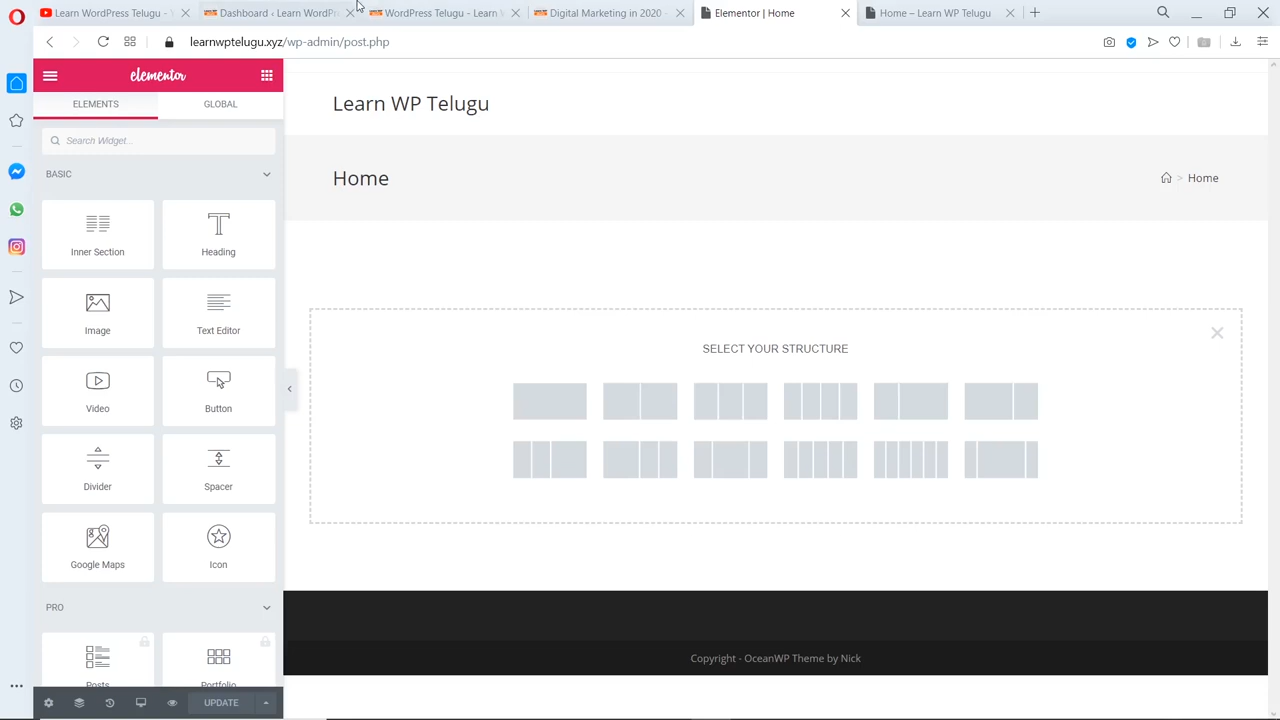 Learn WordPress Telugu -
Dashboard ‹ Learn WordPr
WordPress Telugu - Learn W
Digital Marketing in 2020 -
Elementor | Home
Home – Learn WP Telugu
learnwptelugu.xyz/wp-admin/post.php
elementor
ELEMENTS
GLOBAL
Search Widget...
BASIC
Inner Section
Heading
Image
Text Editor
Video
Button
Divider
Spacer
Google Maps
Icon
PRO
Posts
Portfolio
UPDATE
Learn WP Telugu
Home
> Home
SELECT YOUR STRUCTURE
Copyright - OceanWP Theme by Nick